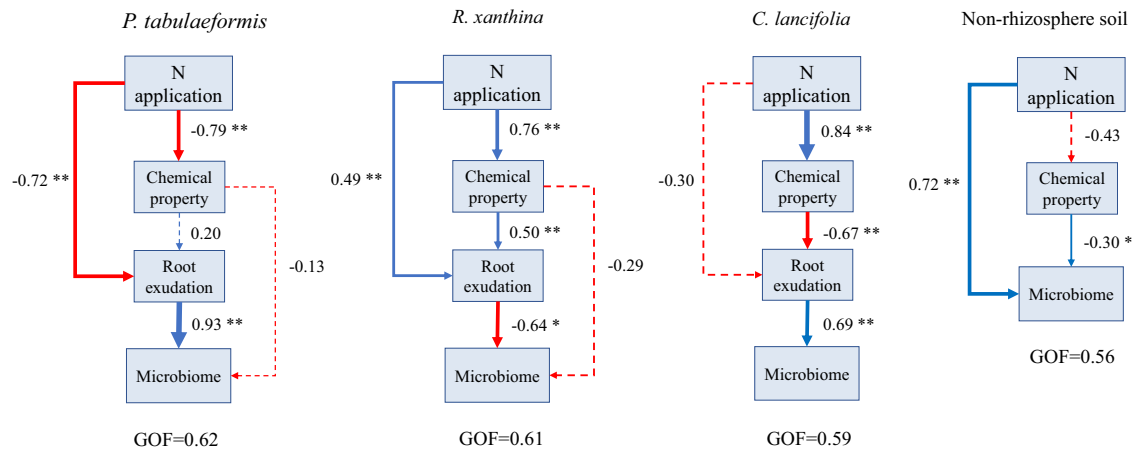 P. tabulaeformis
N
application
-0.79 **
-0.72 **
Chemical
property
0.20
-0.13
Root
exudation
0.93 **
Microbiome
GOF=0.62
R. xanthina
N
application
0.76 **
0.49 **
Chemical
property
0.50 **
-0.29
Root
exudation
-0.64 *
Microbiome
GOF=0.61
C. lancifolia
N
application
0.84 **
-0.30
Chemical
property
-0.67 **
Root
exudation
0.69 **
Microbiome
GOF=0.59
Non-rhizosphere soil
N
application
-0.43
0.72 **
Chemical
property
-0.30 *
Microbiome
GOF=0.56